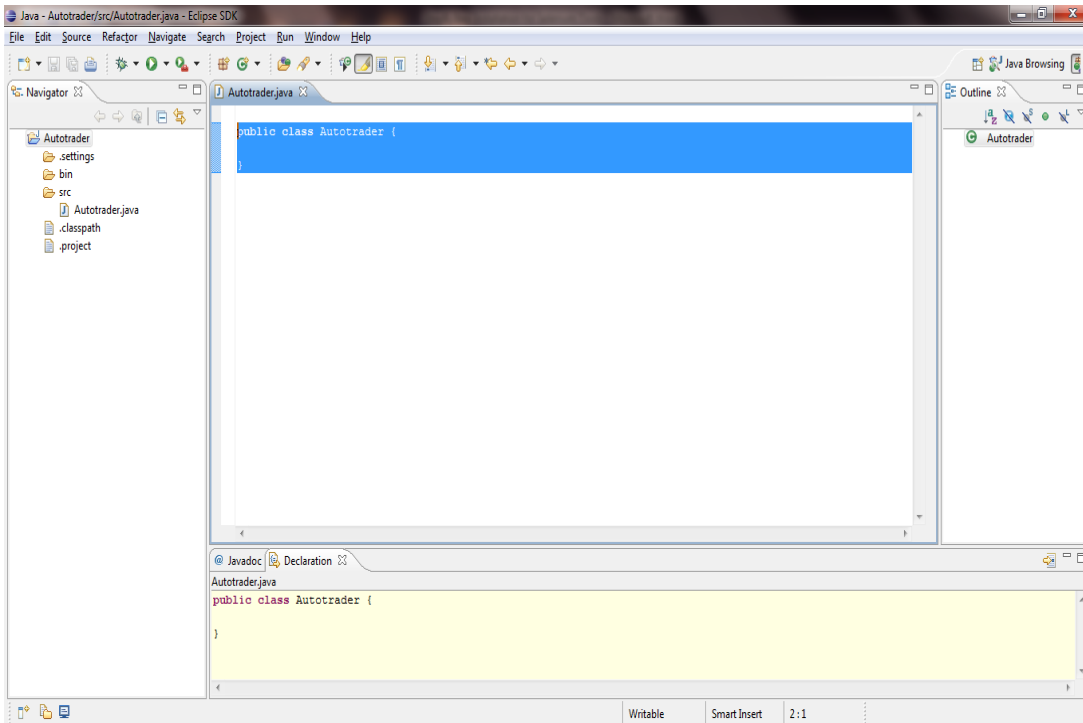 Java - Autotrader/src/Autotrader.java - Eclipse SDK
File Edit Source Refactor Navigate Search Project Run Window Help
Java Browsing
Navigator
Autotrader.java
Outline
Autotrader
.settings
bin
src
Autotrader.java
.classpath
.project
public class Autotrader {
}
Autotrader
@ Javadoc Declaration
Autotrader.java
public class Autotrader {
}
Writable Smart Insert 2 : 1